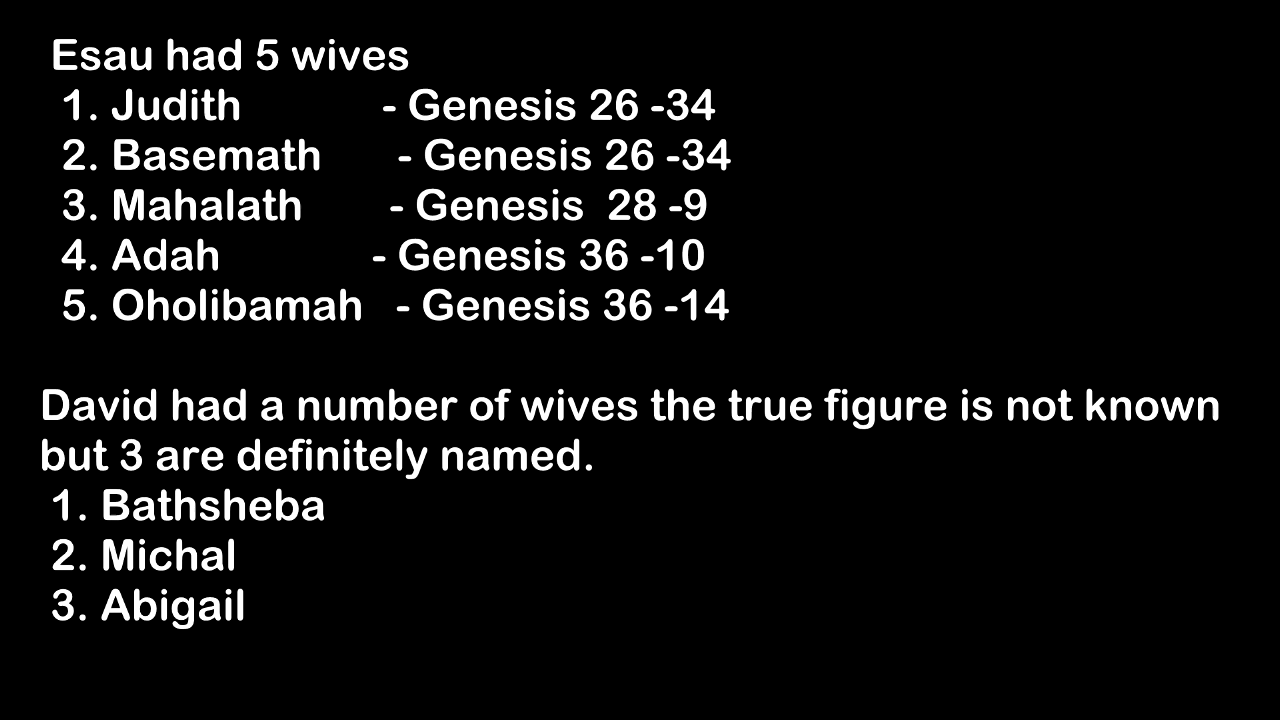 Esau had 5 wives
1. Judith - Genesis 26 -34
2. Basemath - Genesis 26 -34
3. Mahalath - Genesis 28 -9
4. Adah - Genesis 36 -10
5. Oholibamah - Genesis 36 -14
David had a number of wives the true figure is not known
but 3 are definitely named.
1. Bathsheba
2. Michal
3. Abigail